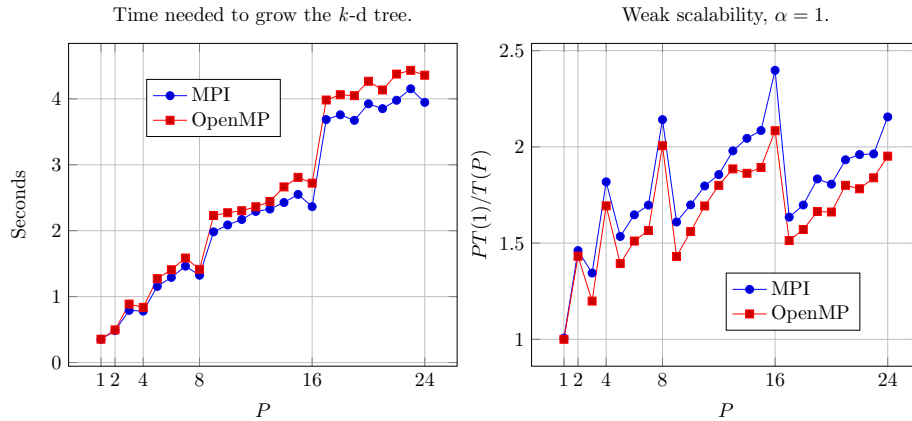 Time needed to grow the k-d tree.
4
3
2
1
0
Seconds
MPI
OpenMP
1 2 4 8 16 24
P
Weak scalability, α = 1.
2.5
2
1.5
1
PT(1)/T(P)
MPI
OpenMP
1 2 4 8 16 24
P